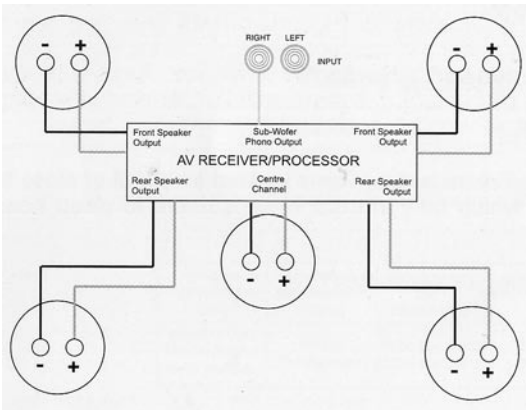 RIGHT LEFT
INPUT
- +
- +
Front Speaker Output
Sub-Wofer Phono Output
Front Speaker Output
AV RECEIVER/PROCESSOR
Rear Speaker Output
Centre Channel
Rear Speaker Output
- +
- +
- +